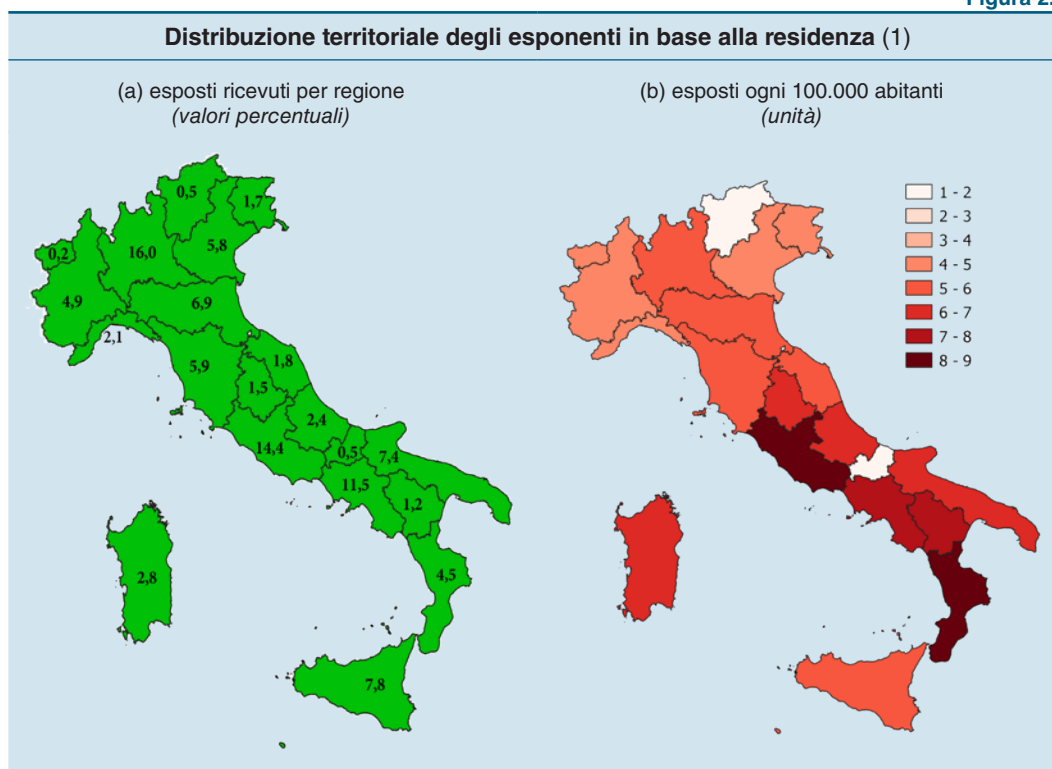 Figura 2.
Distribuzione territoriale degli esponenti in base alla residenza (1)
(a) esposti ricevuti per regione
(valori percentuali)
0,5
1,7
16,0
5,8
0,2
4,9
6,9
2,1
5,9
1,8
1,5
2,4
14,4
0,5
7,4
11,5
1,2
2,8
4,5
7,8
(b) esposti ogni 100.000 abitanti
(unità)
1 - 2
2 - 3
3 - 4
4 - 5
5 - 6
6 - 7
7 - 8
8 - 9